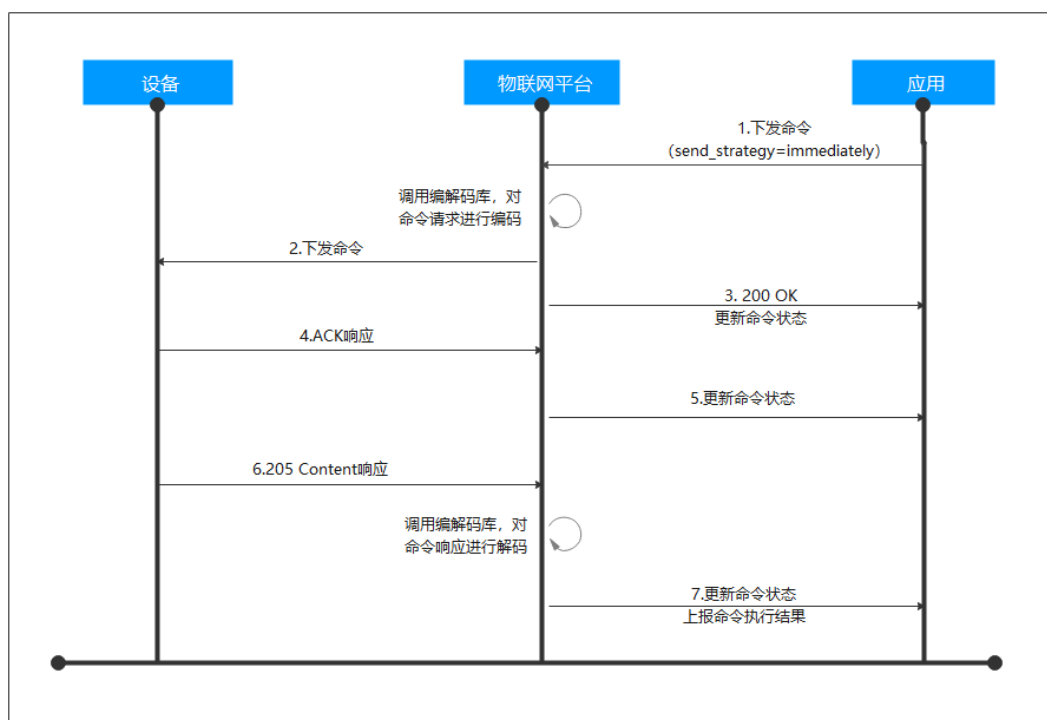 设备
物联网平台
应用
1.下发命令
（send_strategy=immediately）
调用编解码库，对
命令请求进行编码
2.下发命令
3. 200 OK
更新命令状态
4.ACK响应
5.更新命令状态
6.205 Content响应
调用编解码库，对
命令响应进行解码
7.更新命令状态
上报命令执行结果